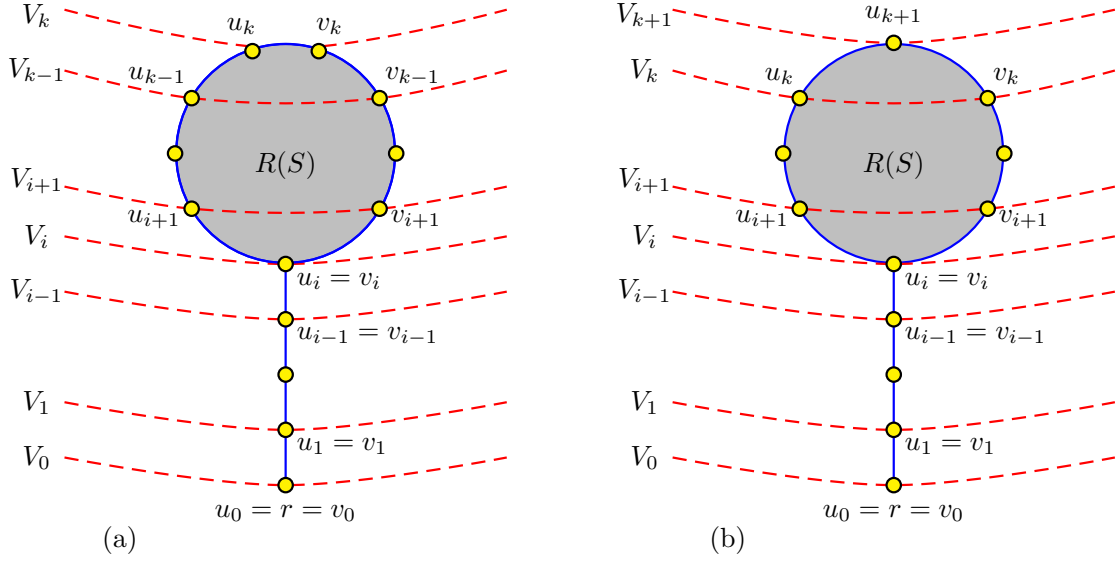 V_k u_k v_k
V_{k−1} u_{k−1} v_{k−1}
R(S)
V_{i+1} u_{i+1} v_{i+1}
V_i
u_i = v_i
V_{i−1}
u_{i−1} = v_{i−1}
V_1
u_1 = v_1
V_0
u_0 = r = v_0
(a)
V_{k+1} u_{k+1}
V_k u_k v_k
R(S)
V_{i+1} u_{i+1} v_{i+1}
V_i
u_i = v_i
V_{i−1}
u_{i−1} = v_{i−1}
V_1
u_1 = v_1
V_0
u_0 = r = v_0
(b)